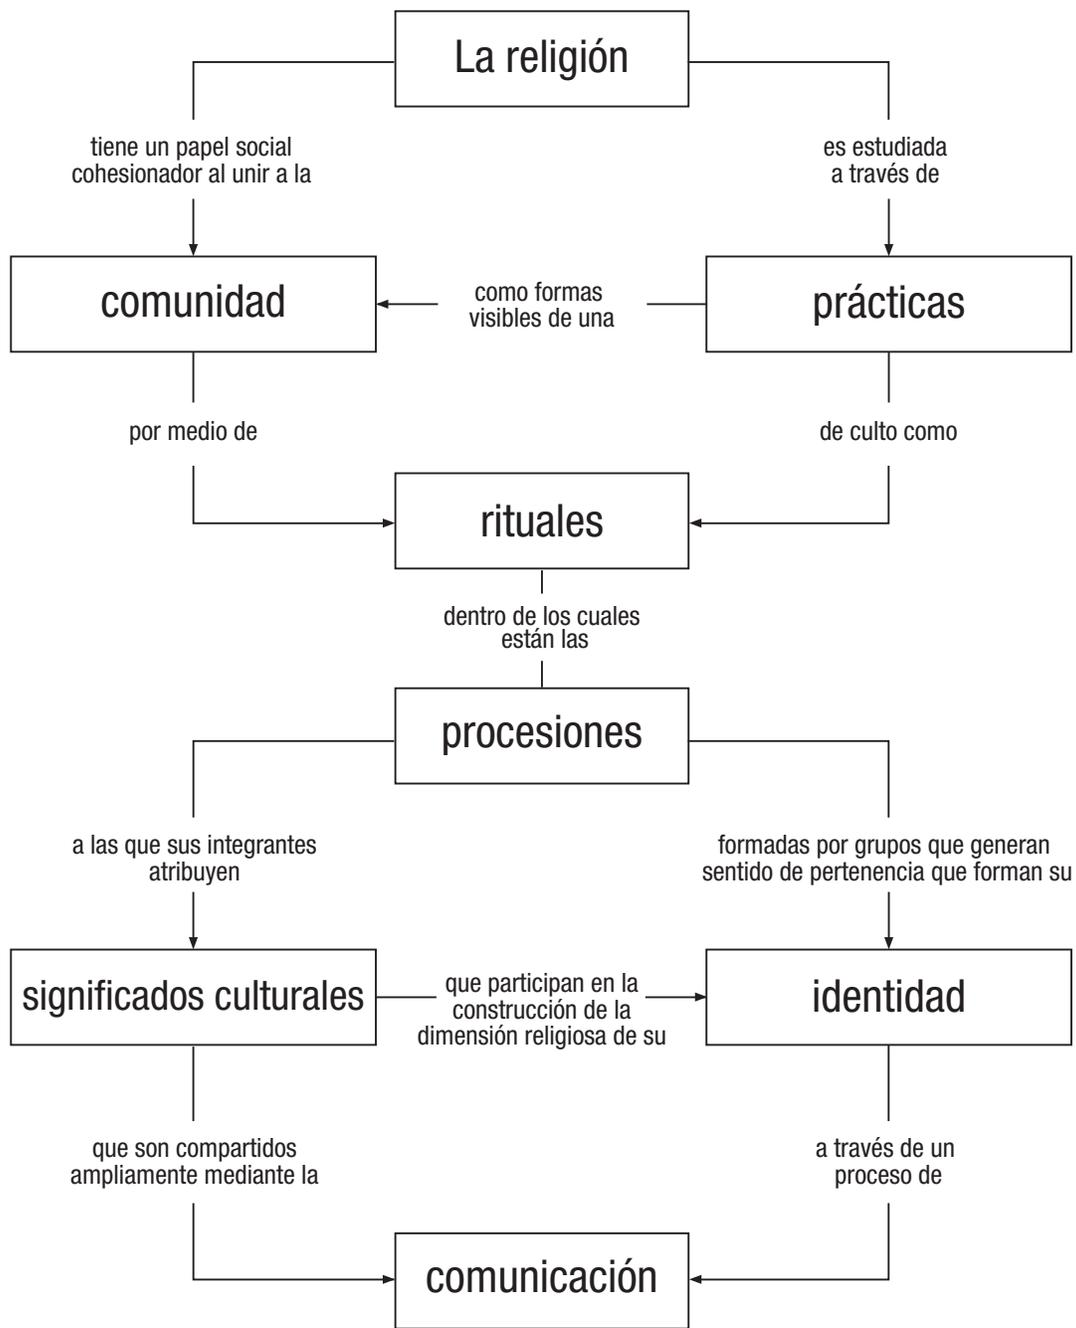 La religión
tiene un papel social
cohesionador al unir a la
es estudiada
a través de
comunidad
como formas
visibles de una
prácticas
por medio de
de culto como
rituales
dentro de los cuales
están las
procesiones
a las que sus integrantes
atribuyen
formadas por grupos que generan
sentido de pertenencia que forman su
significados culturales
que participan en la
construcción de la
dimensión religiosa de su
identidad
que son compartidos
ampliamente mediante la
a través de un
proceso de
comunicación